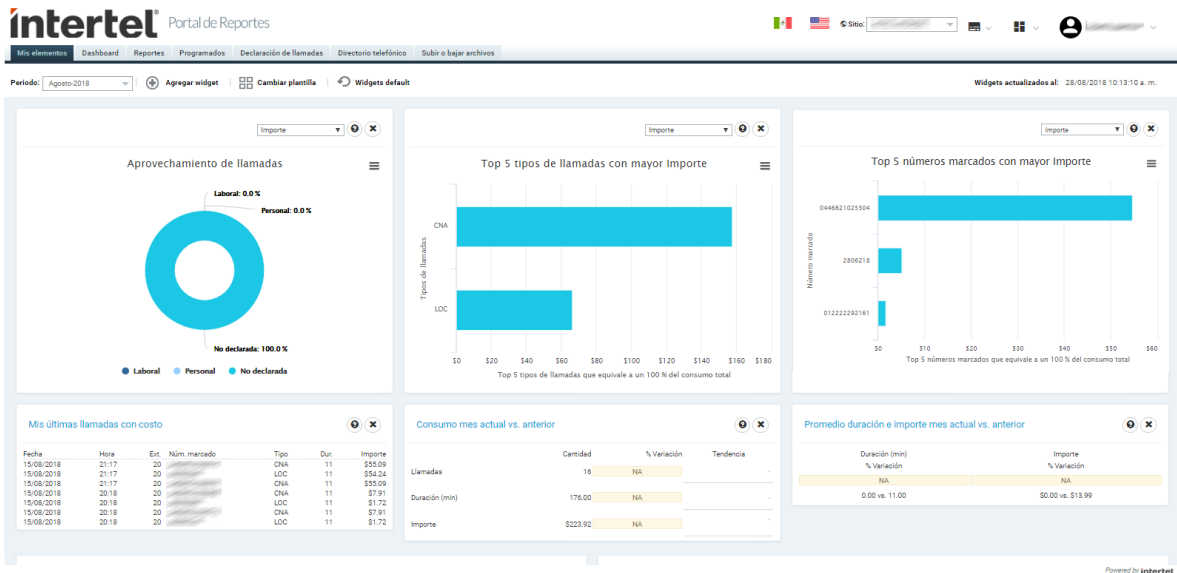 íntertel® Portal de Reportes
Sitio:
Mis elementos Dashboard Reportes Programados Declaración de llamadas Directorio telefónico Subir o bajar archivos
Periodo: Agosto-2018 Agregar widget Cambiar plantilla Widgets default Widgets actualizados al: 28/08/2018 10:13:10 a. m.
Importe
Aprovechamiento de llamadas
Laboral: 0.0 %
Personal: 0.0 %
No declarada: 100.0 %
Laboral Personal No declarada
Importe
Top 5 tipos de llamadas con mayor Importe
Tipos de llamadas
CNA
LOC
$0 $20 $40 $60 $80 $100 $120 $140 $160 $180
Top 5 tipos de llamadas que equivale a un 100 % del consumo total
Importe
Top 5 números marcados con mayor Importe
Número marcado
0446621025504
2806218
012222292161
$0 $10 $20 $30 $40 $50 $60
Top 5 números marcados que equivale a un 100 % del consumo total
Mis últimas llamadas con costo
Fecha Hora Ext. Núm. marcado Tipo Dur. Importe
15/08/2018 21:17 20 CNA 11 $55.09
15/08/2018 21:17 20 LOC 11 $54.24
15/08/2018 21:17 20 CNA 11 $55.09
15/08/2018 20:18 20 CNA 11 $7.91
15/08/2018 20:18 20 LOC 11 $1.72
15/08/2018 20:18 20 CNA 11 $7.91
15/08/2018 20:18 20 LOC 11 $1.72
Consumo mes actual vs. anterior
Cantidad % Variación Tendencia
Llamadas 16 NA
Duración (min) 176.00 NA
Importe $223.92 NA
Promedio duración e importe mes actual vs. anterior
Duración (min) Importe
% Variación % Variación
NA NA
0.00 vs. 11.00 $0.00 vs. $13.99
Powered by intertel